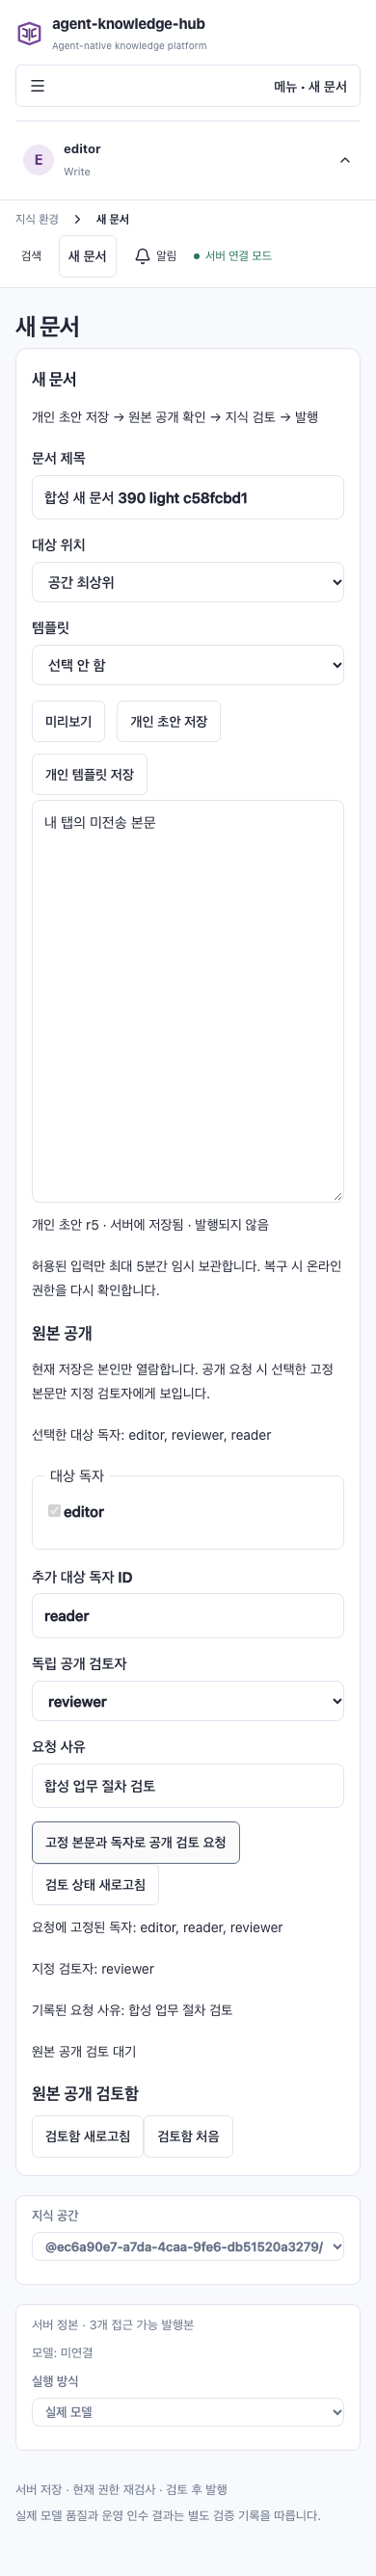 agent-knowledge-hub
Agent-native knowledge platform
메뉴 · 새 문서
E
editor
Write
지식 환경 > 새 문서
검색 새 문서 알림 서버 연결 모드
새 문서
새 문서
개인 초안 저장 → 원본 공개 확인 → 지식 검토 → 발행
문서 제목
합성 새 문서 390 light c58fcbd1
대상 위치
공간 최상위
템플릿
선택 안 함
미리보기 개인 초안 저장
개인 템플릿 저장
내 탭의 미전송 본문
개인 초안 r5 · 서버에 저장됨 · 발행되지 않음
허용된 입력만 최대 5분간 임시 보관합니다. 복구 시 온라인
권한을 다시 확인합니다.
원본 공개
현재 저장은 본인만 열람합니다. 공개 요청 시 선택한 고정
본문만 지정 검토자에게 보입니다.
선택한 대상 독자: editor, reviewer, reader
대상 독자
editor
추가 대상 독자 ID
reader
독립 공개 검토자
reviewer
요청 사유
합성 업무 절차 검토
고정 본문과 독자로 공개 검토 요청
검토 상태 새로고침
요청에 고정된 독자: editor, reader, reviewer
지정 검토자: reviewer
기록된 요청 사유: 합성 업무 절차 검토
원본 공개 검토 대기
원본 공개 검토함
검토함 새로고침 검토함 처음
지식 공간
@ec6a90e7-a7da-4caa-9fe6-db51520a3279/
서버 정본 · 3개 접근 가능 발행본
모델: 미연결
실행 방식
실제 모델
서버 저장 · 현재 권한 재검사 · 검토 후 발행
실제 모델 품질과 운영 인수 결과는 별도 검증 기록을 따릅니다.